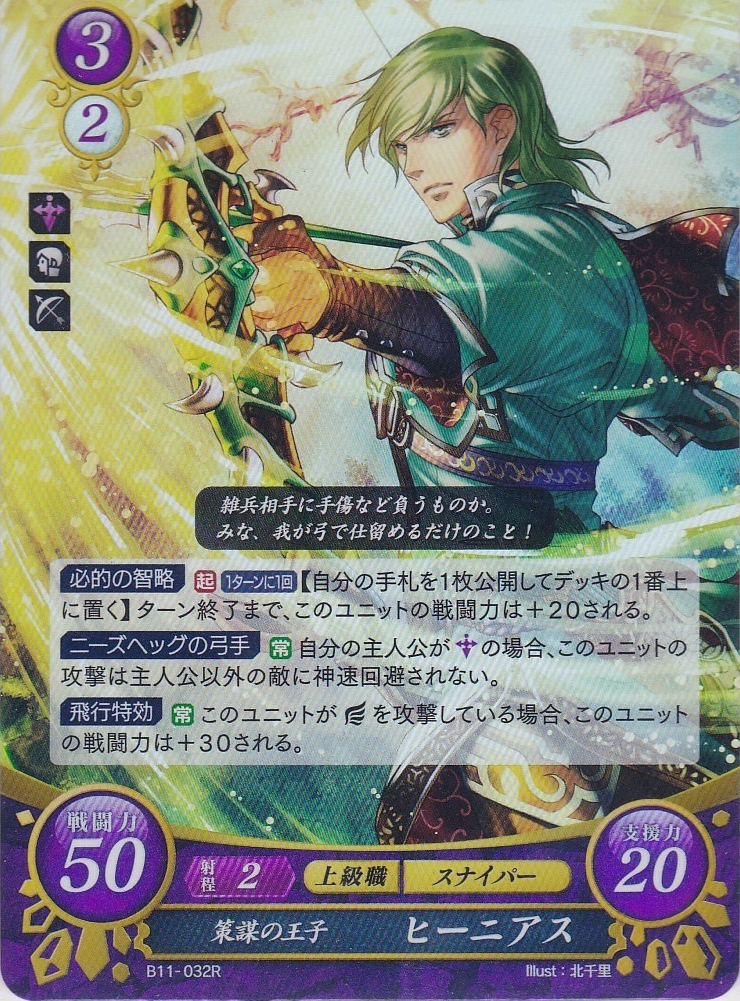 3
2
雑兵相手に手傷など負うものか。
みな、我が弓で仕留めるだけのこと！
必的の智略 起 1ターンに1回【自分の手札を1枚公開してデッキの1番上
に置く】ターン終了まで、このユニットの戦闘力は＋20される。
ニーズヘッグの弓手 常 自分の主人公が の場合、このユニットの
攻撃は主人公以外の敵に神速回避されない。
飛行特効 常 このユニットが を攻撃している場合、このユニット
の戦闘力は＋30される。
戦闘力
50
射程 2
上級職 スナイパー
支援力
20
策謀の王子 ヒーニアス
B11-032R
Illust：北千里